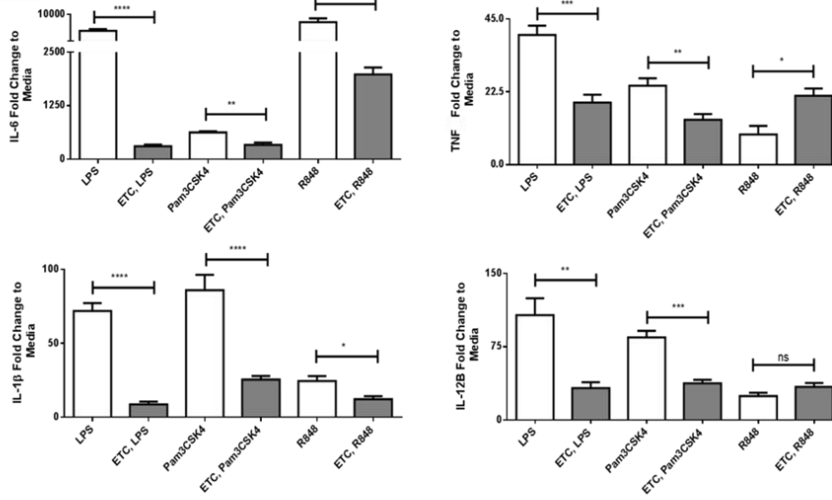 IL-6 Fold Change to
Media
10000
2500
1250
0
****
**
LPS
ETC, LPS
Pam3CSK4
ETC, Pam3CSK4
R848
ETC, R848
TNF Fold Change to
Media
45.0
22.5
0.0
***
**
*
LPS
ETC, LPS
Pam3CSK4
ETC, Pam3CSK4
R848
ETC, R848
IL-1β Fold Change to
Media
100
50
0
****
****
*
LPS
ETC, LPS
Pam3CSK4
ETC, Pam3CSK4
R848
ETC, R848
IL-12B Fold Change to
Media
150
75
0
**
***
ns
LPS
ETC, LPS
Pam3CSK4
ETC, Pam3CSK4
R848
ETC, R848